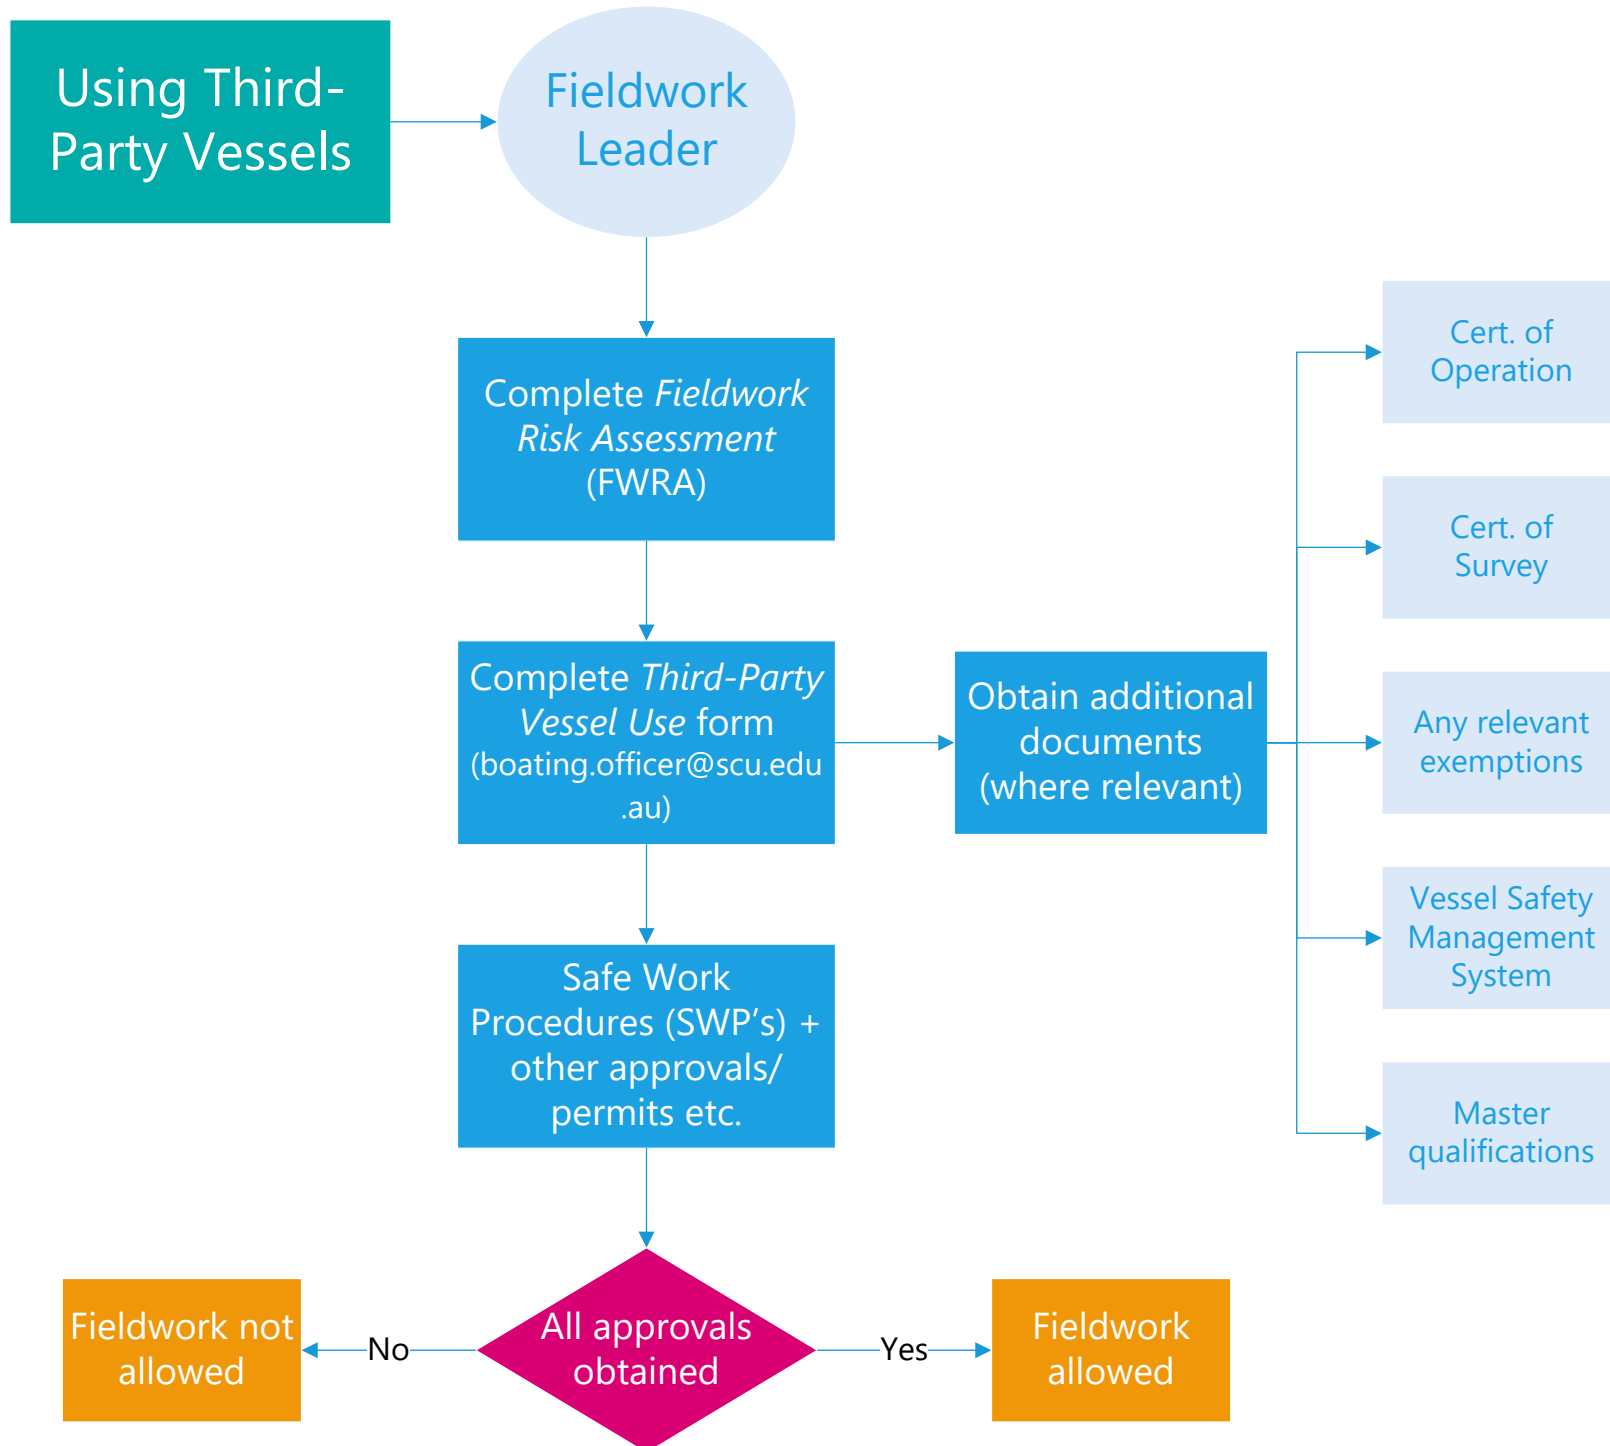 Using Third-
Party Vessels
Fieldwork
Leader
Complete Fieldwork
Risk Assessment
(FWRA)
Complete Third-Party
Vessel Use form
(boating.officer@scu.edu
.au)
Obtain additional
documents
(where relevant)
Cert. of
Operation
Cert. of
Survey
Any relevant
exemptions
Vessel Safety
Management
System
Master
qualifications
Safe Work
Procedures (SWP’s) +
other approvals/
permits etc.
All approvals
obtained
No
Fieldwork not
allowed
Yes
Fieldwork
allowed